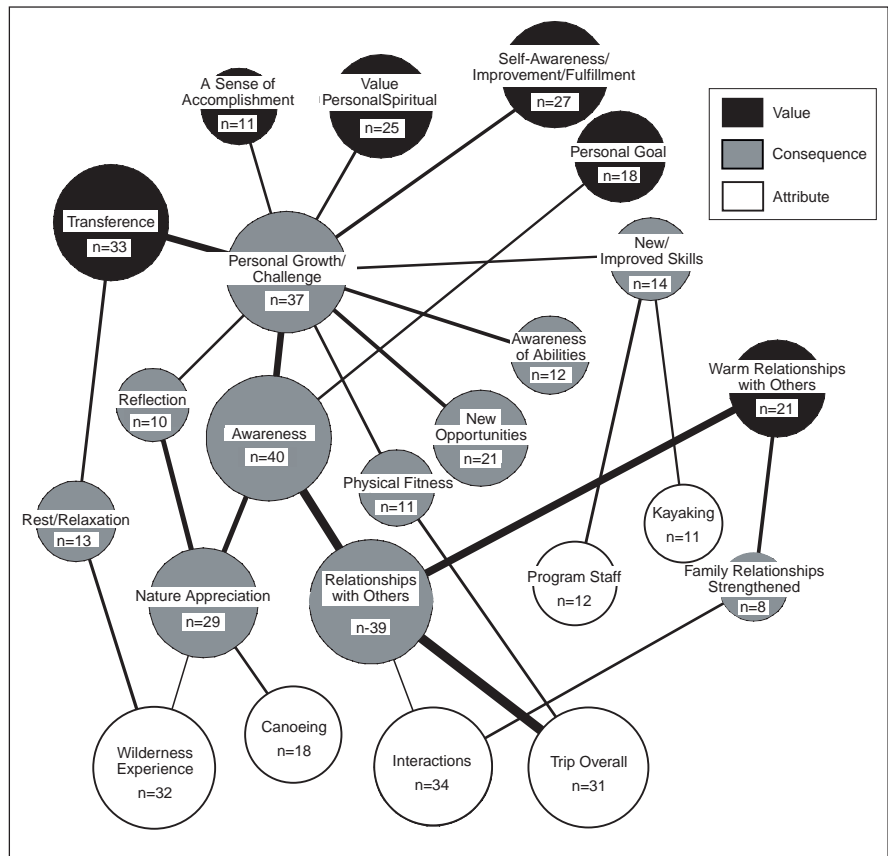 Self-Awareness/
Improvement/Fulfillment
n=27
A Sense of
Accomplishment
n=11
Value
PersonalSpiritual
n=25
Value
Consequence
Attribute
Personal Goal
n=18
Transference
n=33
New/
Improved Skills
n=14
Personal Growth/
Challenge
n=37
Awareness
of Abilities
n=12
Warm Relationships
with Others
n=21
Reflection
n=10
Awareness
n=40
New
Opportunities
n=21
Physical Fitness
n=11
Rest/Relaxation
n=13
Kayaking
n=11
Nature Appreciation
n=29
Relationships
with Others
n-39
Program Staff
n=12
Family Relationships
Strengthened
n=8
Wilderness
Experience
n=32
Canoeing
n=18
Interactions
n=34
Trip Overall
n=31